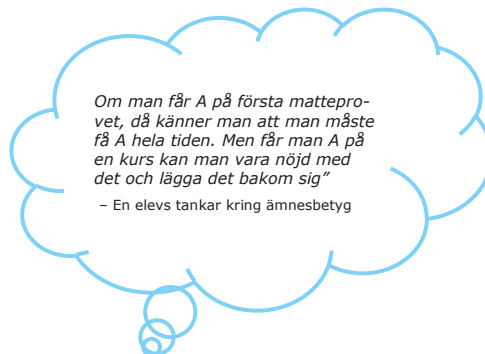 Om man får A på första mattepro-
vet, då känner man att man måste
få A hela tiden. Men får man A på
en kurs kan man vara nöjd med
det och lägga det bakom sig”
– En elevs tankar kring ämnesbetyg